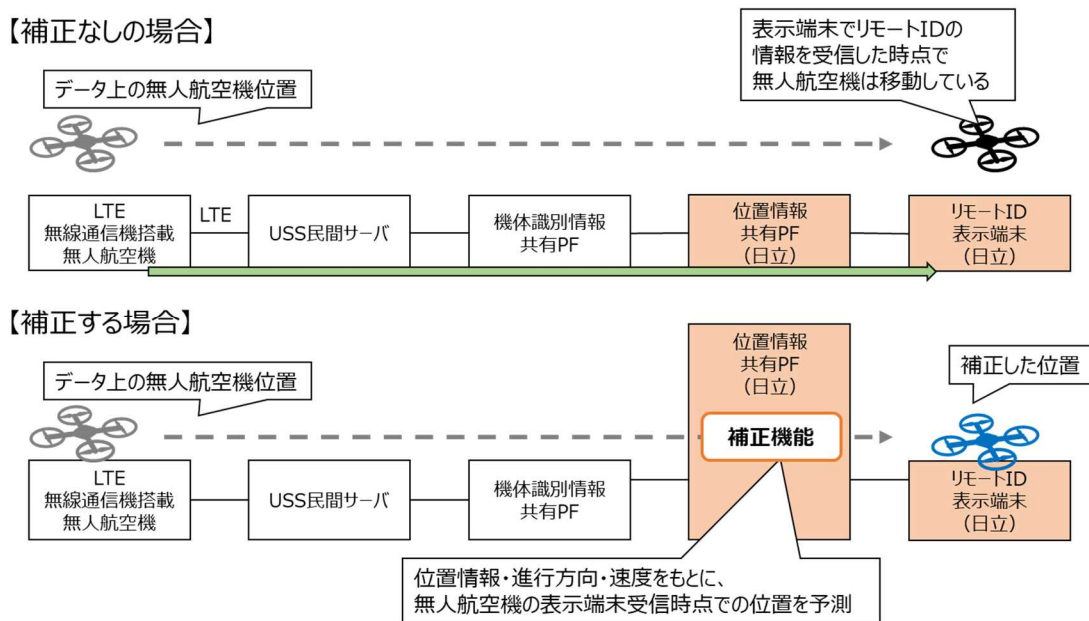 【補正なしの場合】
表示端末でリモートIDの
情報を受信した時点で
無人航空機は移動している
データ上の無人航空機位置
LTE
無線通信機搭載
無人航空機
LTE
USS民間サーバ
機体識別情報
共有PF
位置情報
共有PF
(日立)
リモートID
表示端末
(日立)
【補正する場合】
データ上の無人航空機位置
位置情報
共有PF
(日立)
補正機能
補正した位置
LTE
無線通信機搭載
無人航空機
USS民間サーバ
機体識別情報
共有PF
リモートID
表示端末
(日立)
位置情報・進行方向・速度をもとに、
無人航空機の表示端末受信時点での位置を予測